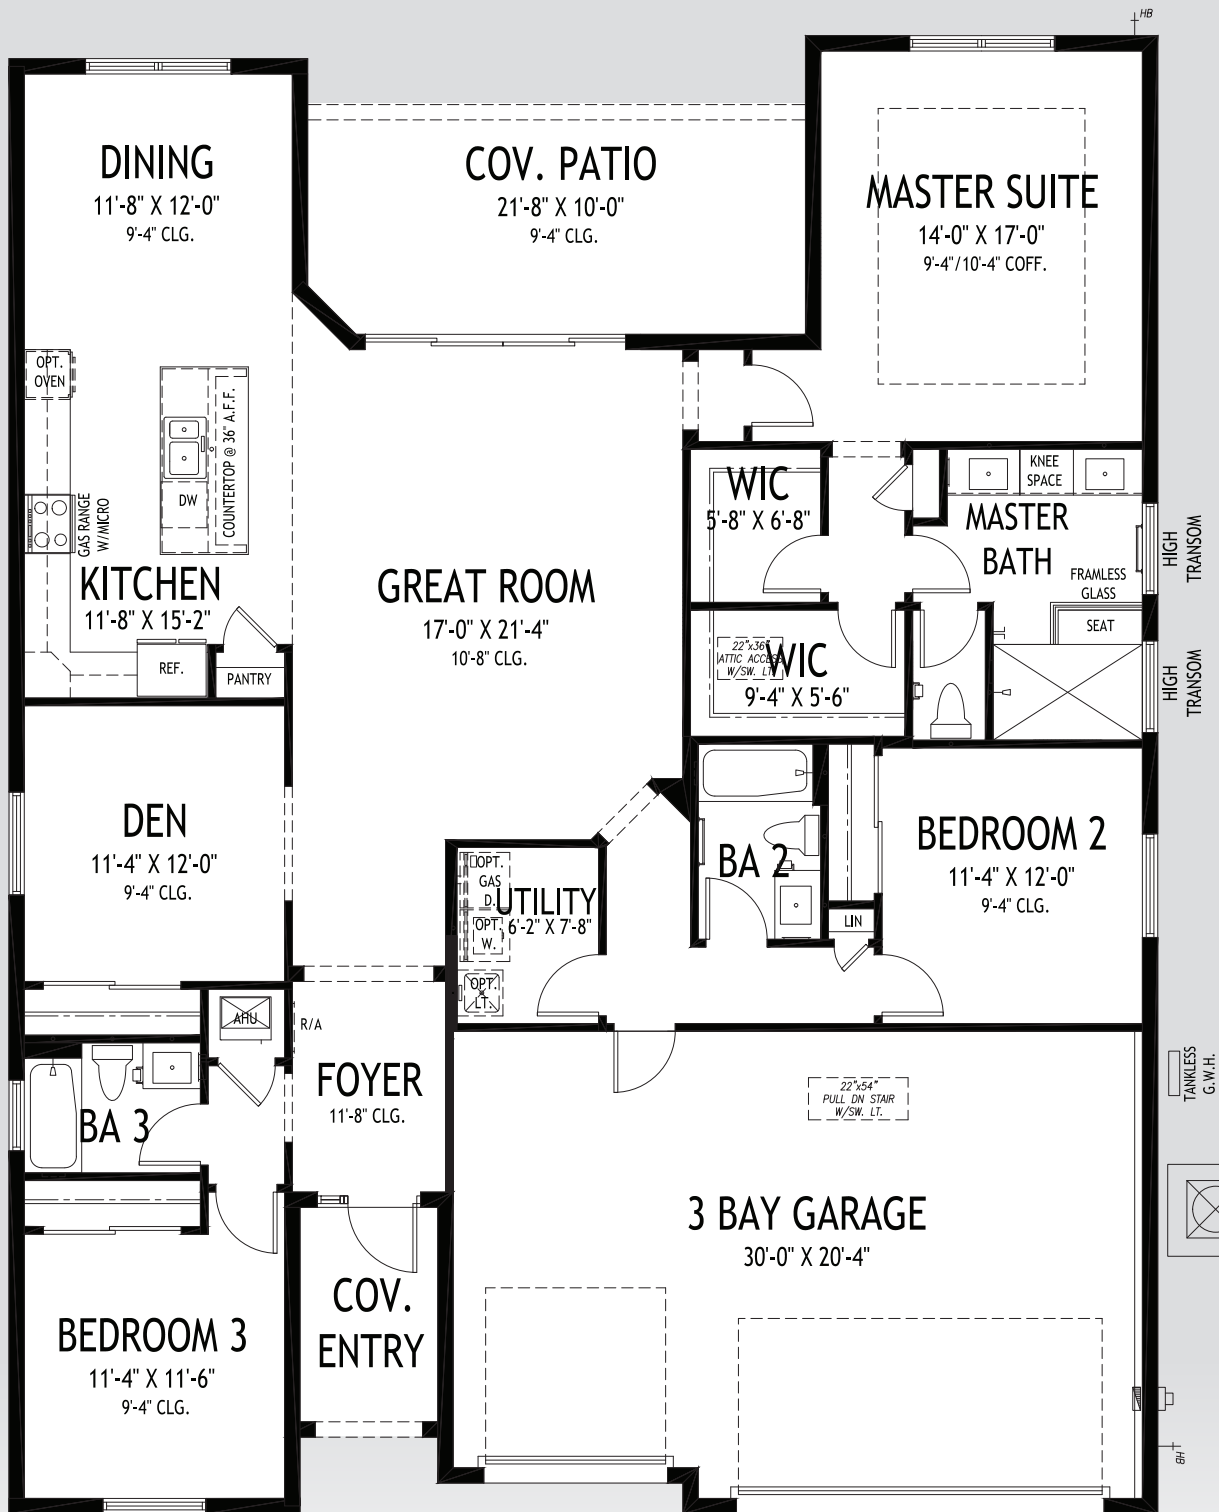 HB
DINING
11'-8" X 12'-0"
9'-4" CLG.
COV. PATIO
21'-8" X 10'-0"
9'-4" CLG.
MASTER SUITE
14'-0" X 17'-0"
9'-4"/10'-4" COFF.
OPT.
OVEN
COUNTERTOP @ 36" A.F.F.
DW
GAS RANGE
W/MICRO
KITCHEN
11'-8" X 15'-2"
REF.
PANTRY
GREAT ROOM
17'-0" X 21'-4"
10'-8" CLG.
WIC
5'-8" X 6'-8"
KNEE
SPACE
MASTER
BATH
FRAMLESS
GLASS
SEAT
HIGH
TRANSOM
HIGH
TRANSOM
22"x36"
ATTIC ACCESS
W/SW. LT.
WIC
9'-4" X 5'-6"
DEN
11'-4" X 12'-0"
9'-4" CLG.
OPT.
GAS
D.
UTILITY
6'-2" X 7'-8"
OPT.
W.
OPT.
LT.
BA 2
LIN
BEDROOM 2
11'-4" X 12'-0"
9'-4" CLG.
AHU
R/A
FOYER
11'-8" CLG.
BA 3
22"x54"
PULL DN STAIR
W/SW. LT.
TANKLESS
G.W.H.
3 BAY GARAGE
30'-0" X 20'-4"
COV.
ENTRY
BEDROOM 3
11'-4" X 11'-6"
9'-4" CLG.
HB